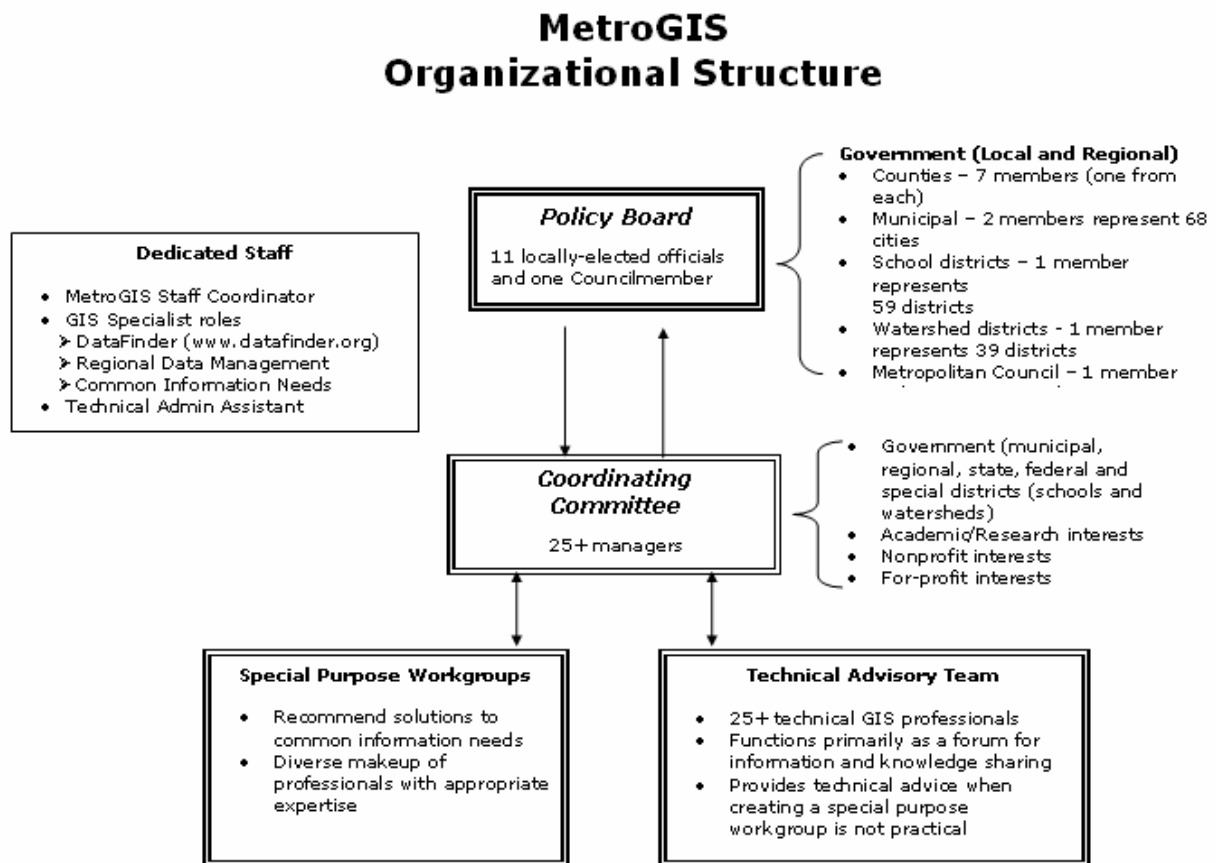 MetroGIS
Organizational Structure
Policy Board
11 locally-elected officials
and one Councilmember
Government (Local and Regional)
• Counties – 7 members (one from
each)
• Municipal – 2 members represent 68
cities
• School districts – 1 member
represents
59 districts
• Watershed districts - 1 member
represents 39 districts
• Metropolitan Council – 1 member
Dedicated Staff
• MetroGIS Staff Coordinator
• GIS Specialist roles
➢ DataFinder (www.datafinder.org)
➢ Regional Data Management
➢ Common Information Needs
• Technical Admin Assistant
Coordinating
Committee
25+ managers
• Government (municipal,
regional, state, federal and
special districts (schools and
watersheds)
• Academic/Research interests
• Nonprofit interests
• For-profit interests
Special Purpose Workgroups
• Recommend solutions to
common information needs
• Diverse makeup of
professionals with appropriate
expertise
Technical Advisory Team
• 25+ technical GIS professionals
• Functions primarily as a forum for
information and knowledge sharing
• Provides technical advice when
creating a special purpose
workgroup is not practical